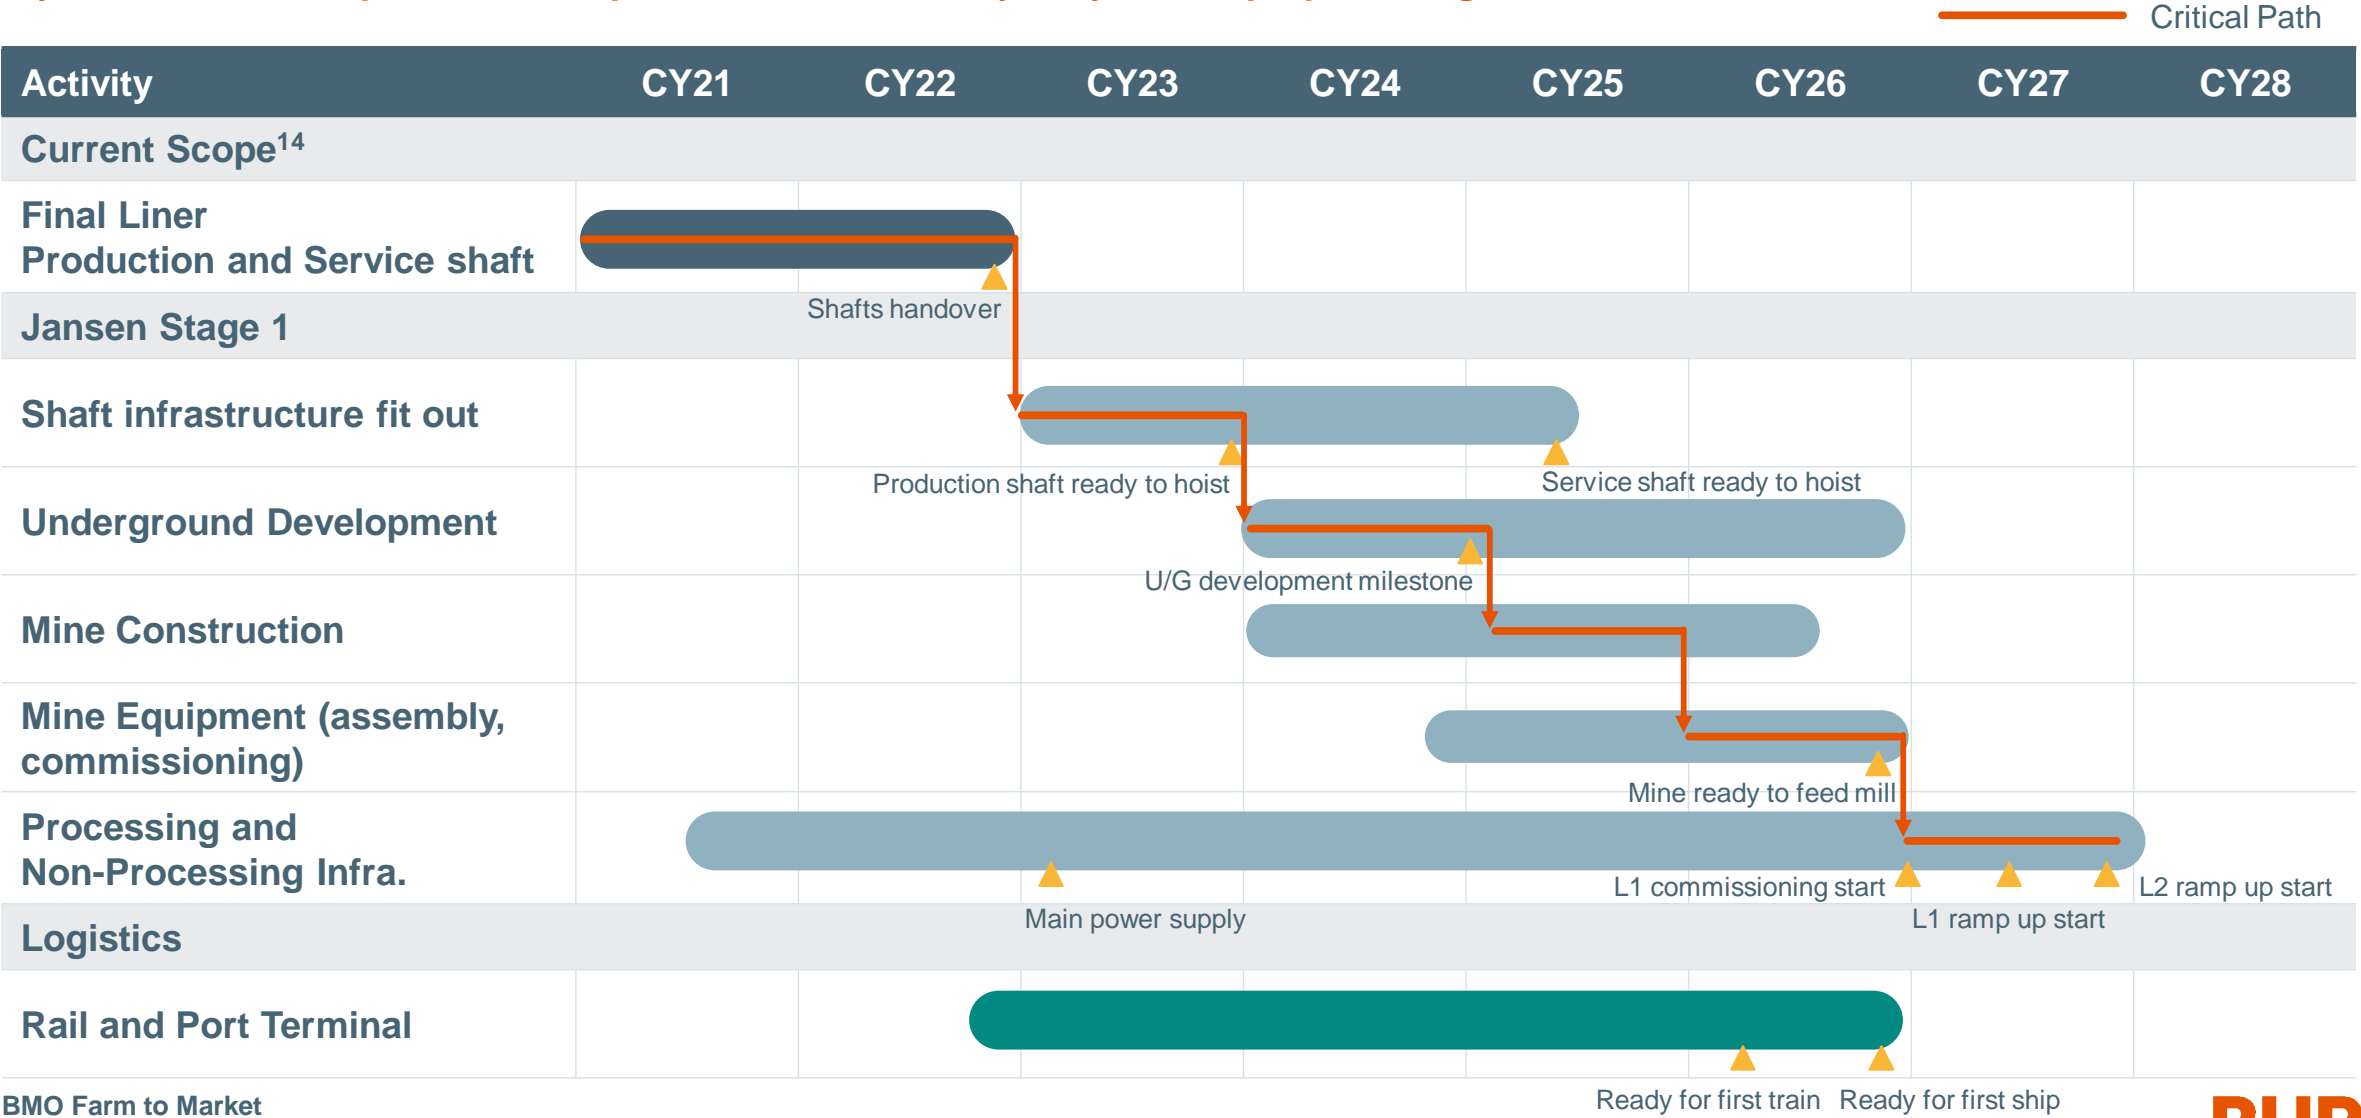 Critical Path
Activity CY21 CY22 CY23 CY24 CY25 CY26 CY27 CY28
Current Scope14
Final Liner
Production and Service shaft
Shafts handover
Jansen Stage 1
Shaft infrastructure fit out
Production shaft ready to hoist
Service shaft ready to hoist
Underground Development
U/G development milestone
Mine Construction
Mine Equipment (assembly,
commissioning)
Mine ready to feed mill
Processing and
Non-Processing Infra.
L1 commissioning start
L2 ramp up start
Main power supply
L1 ramp up start
Logistics
Rail and Port Terminal
Ready for first train
Ready for first ship
BMO Farm to Market